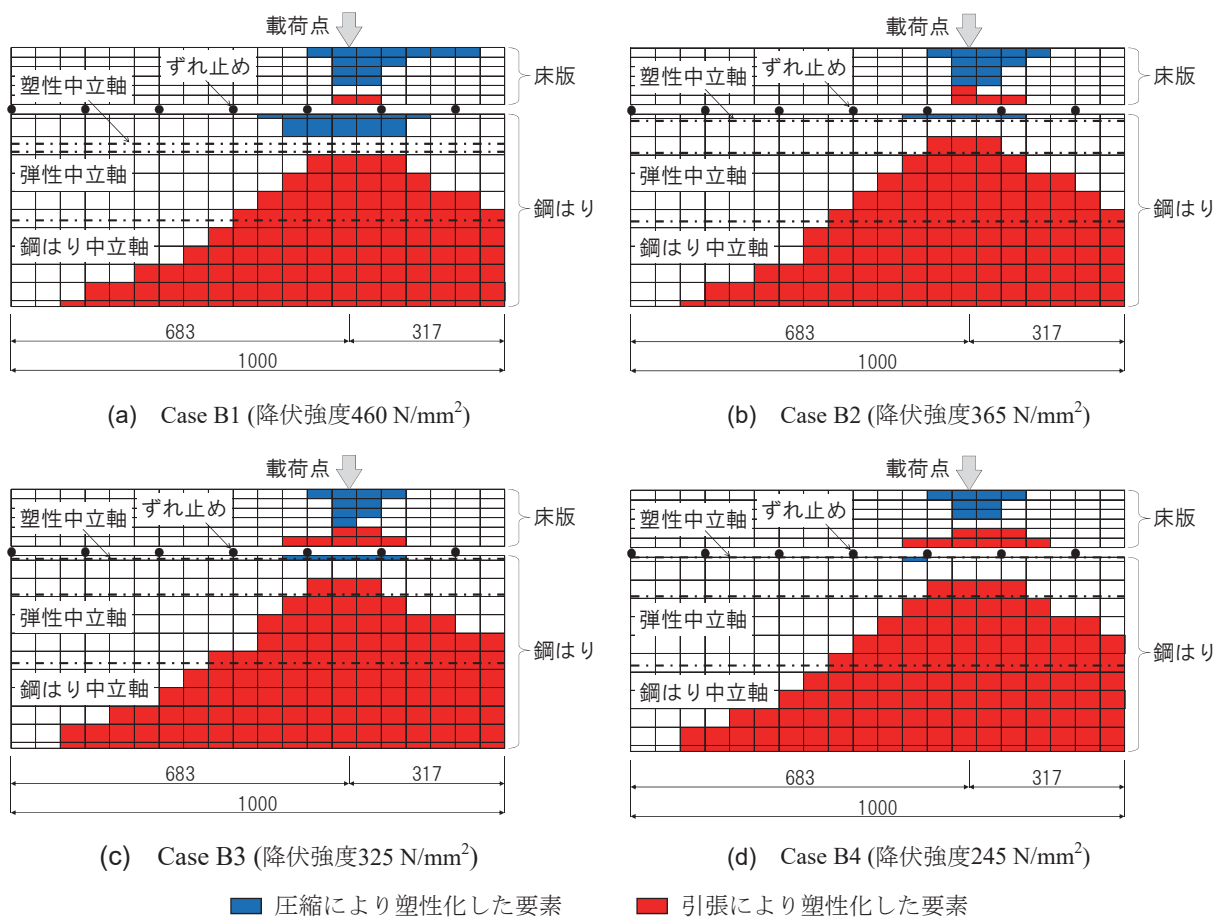 載荷点
ずれ止め
塑性中立軸
床版
弾性中立軸
鋼はり
鋼はり中立軸
683
317
1000
(a) Case B1 (降伏強度460 N/mm²)
載荷点
ずれ止め
塑性中立軸
床版
弾性中立軸
鋼はり
鋼はり中立軸
683
317
1000
(b) Case B2 (降伏強度365 N/mm²)
載荷点
ずれ止め
塑性中立軸
床版
弾性中立軸
鋼はり
鋼はり中立軸
683
317
1000
(c) Case B3 (降伏強度325 N/mm²)
載荷点
ずれ止め
塑性中立軸
床版
弾性中立軸
鋼はり
鋼はり中立軸
683
317
1000
(d) Case B4 (降伏強度245 N/mm²)
圧縮により塑性化した要素
引張により塑性化した要素